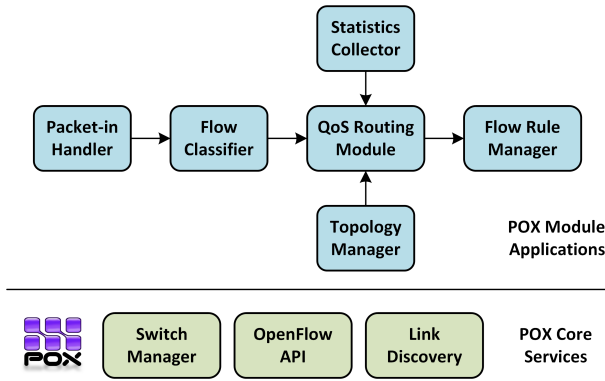 Statistics
Collector
Packet-in
Handler
Flow
Classifier
QoS Routing
Module
Flow Rule
Manager
Topology
Manager
POX Module
Applications
POX
Switch
Manager
OpenFlow
API
Link
Discovery
POX Core
Services